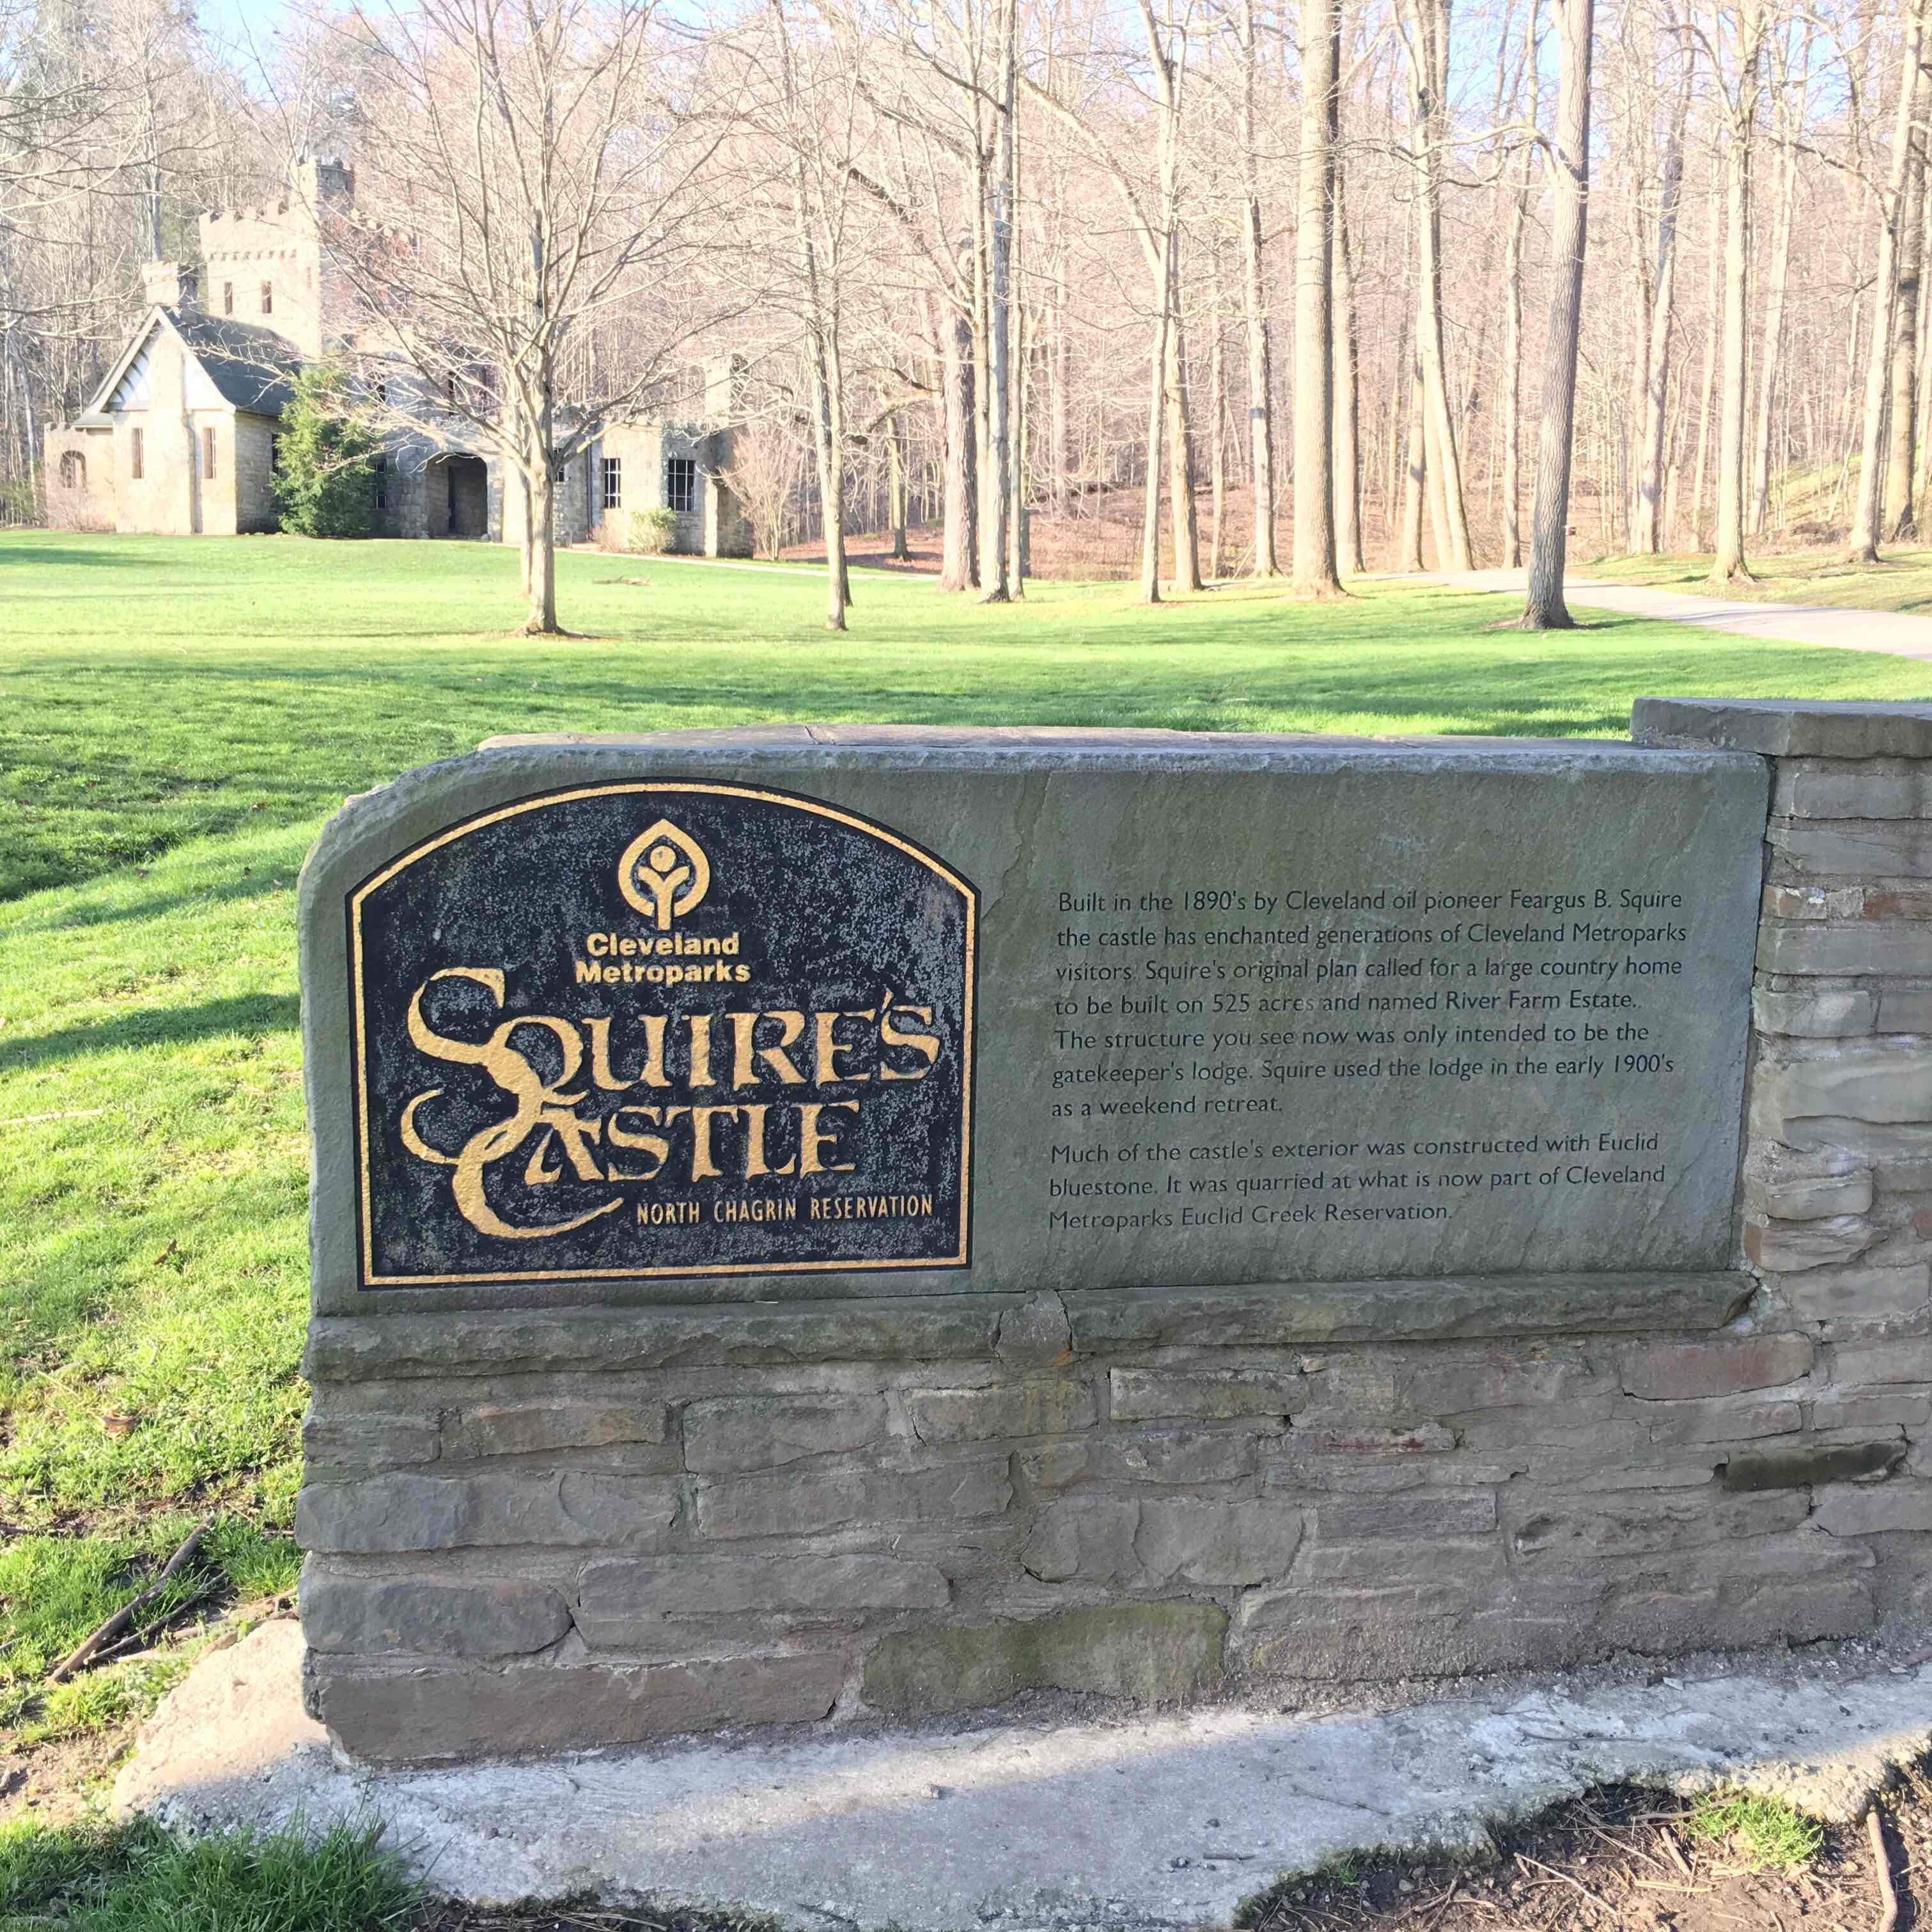 Cleveland
Metroparks
SQUIRE'S
CASTLE
NORTH CHAGRIN RESERVATION
Built in the 1890's by Cleveland oil pioneer Feargus B. Squire
the castle has enchanted generations of Cleveland Metroparks
visitors. Squire's original plan called for a large country home
to be built on 525 acres and named River Farm Estate.
The structure you see now was only intended to be the
gatekeeper's lodge. Squire used the lodge in the early 1900's
as a weekend retreat.
Much of the castle's exterior was constructed with Euclid
bluestone. It was quarried at what is now part of Cleveland
Metroparks Euclid Creek Reservation.